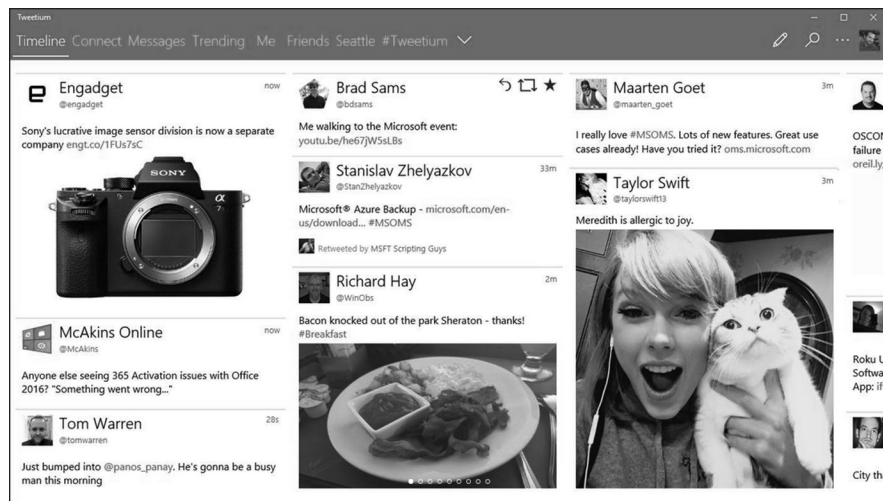 Tweetium
Timeline Connect Messages Trending Me Friends Seattle #Tweetium
Engadget now
@engadget
Sony's lucrative image sensor division is now a separate
company engt.co/1FUs7sC
SONY
α
7
McAkins Online now
@McAkins
Anyone else seeing 365 Activation issues with Office
2016? "Something went wrong..."
Tom Warren 28s
@tomwarren
Just bumped into @panos_panay. He's gonna be a busy
man this morning
Brad Sams
@bdsams
Me walking to the Microsoft event:
youtu.be/he67jW5sLBs
Stanislav Zhelyazkov 33m
@StanZhelyazkov
Microsoft® Azure Backup - microsoft.com/en-
us/download... #MSOMS
Retweeted by MSFT Scripting Guys
Richard Hay 2m
@WinObs
Bacon knocked out of the park Sheraton - thanks!
#Breakfast
Maarten Goet 3m
@maarten_goet
I really love #MSOMS. Lots of new features. Great use
cases already! Have you tried it? oms.microsoft.com
Taylor Swift 3m
@taylorswift13
Meredith is allergic to joy.
OSCON
failure
oreil.ly
Roku
Softwa
App: if
City th